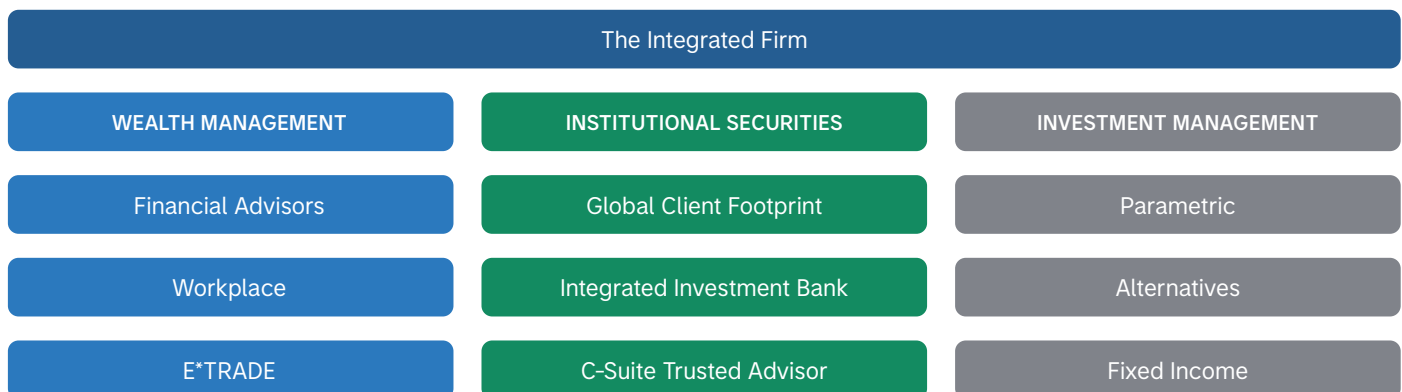 The Integrated Firm
WEALTH MANAGEMENT
INSTITUTIONAL SECURITIES
INVESTMENT MANAGEMENT
Financial Advisors
Global Client Footprint
Parametric
Workplace
Integrated Investment Bank
Alternatives
E*TRADE
C-Suite Trusted Advisor
Fixed Income